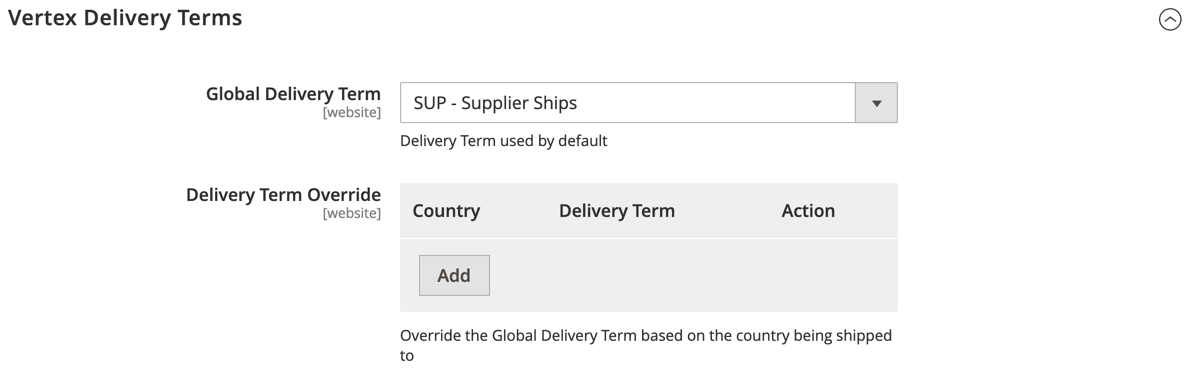 Vertex Delivery Terms
Global Delivery Term
[website]
SUP - Supplier Ships
Delivery Term used by default
Delivery Term Override
[website]
Country Delivery Term Action
Add
Override the Global Delivery Term based on the country being shipped
to